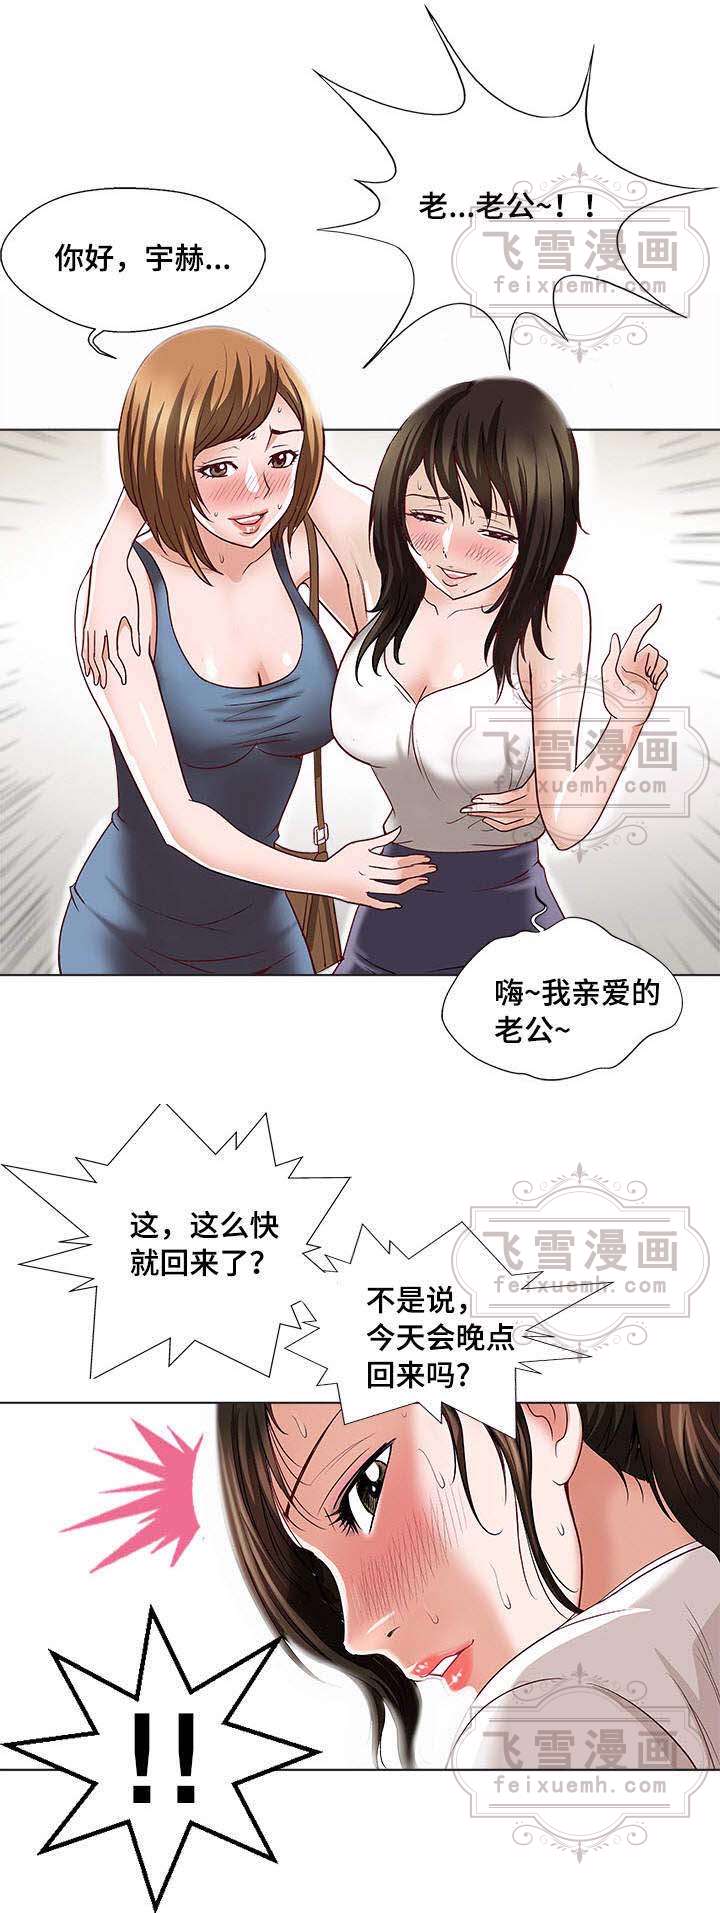 老...老公~！！
你好，宇赫...
嗨~我亲爱的
老公~
这，这么快
就回来了？
不是说，
今天会晚点
回来吗?
!!
飞雪漫画
feixuemh.com
飞雪漫画
feixuemh.com
飞雪漫画
feixuemh.com
飞雪漫画
feixuemh.com